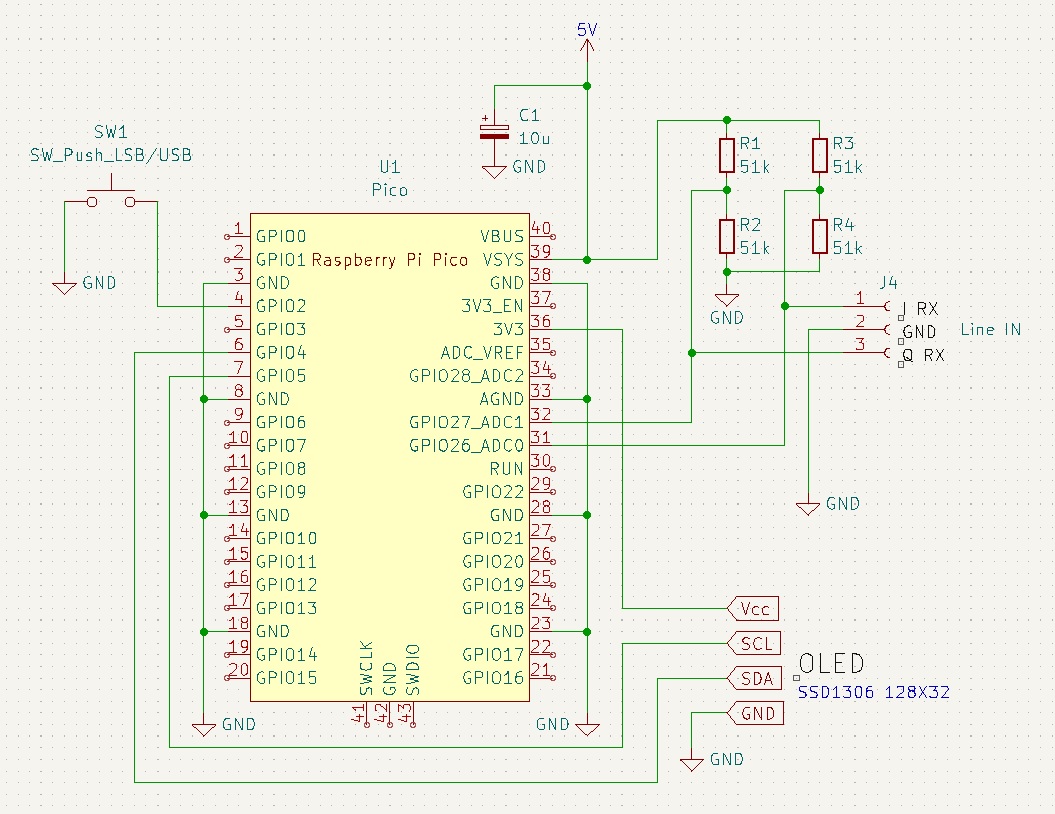 5V
C1
10u
GND
SW1
SW_Push_LSB/USB
GND
U1
Pico
Raspberry Pi Pico
1 GPIO0
2 GPIO1
3 GND
4 GPIO2
5 GPIO3
6 GPIO4
7 GPIO5
8 GND
9 GPIO6
10 GPIO7
11 GPIO8
12 GPIO9
13 GND
14 GPIO10
15 GPIO11
16 GPIO12
17 GPIO13
18 GND
19 GPIO14
20 GPIO15
VBUS 40
VSYS 39
GND 38
3V3_EN 37
3V3 36
ADC_VREF 35
GPIO28_ADC2 34
AGND 33
GPIO27_ADC1 32
GPIO26_ADC0 31
RUN 30
GPIO22 29
GND 28
GPIO21 27
GPIO20 26
GPIO19 25
GPIO18 24
GND 23
GPIO17 22
GPIO16 21
SWCLK 41
GND 42
SWDIO 43
GND
GND
R1
51k
R3
51k
R2
51k
R4
51k
GND
J4
1 I RX
2 GND
3 Q RX
Line IN
GND
Vcc
SCL
SDA
GND
OLED
SSD1306 128X32
GND